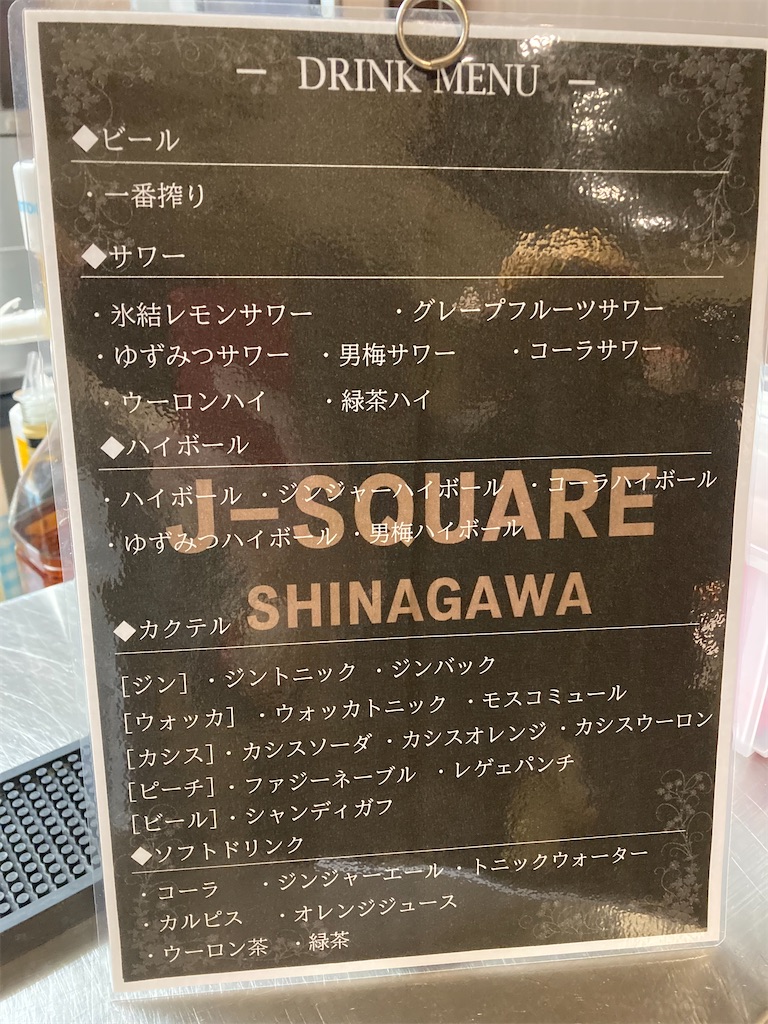 — DRINK MENU —
◆ビール
・一番搾り
◆サワー
・氷結レモンサワー ・グレープフルーツサワー
・ゆずみつサワー ・男梅サワー ・コーラサワー
・ウーロンハイ ・緑茶ハイ
◆ハイボール
・ハイボール ・ジンジャーハイボール ・コーラハイボール
・ゆずみつハイボール ・男梅ハイボール
J-SQUARE
SHINAGAWA
◆カクテル
[ジン] ・ジントニック ・ジンバック
[ウォッカ] ・ウォッカトニック ・モスコミュール
[カシス]・カシスソーダ ・カシスオレンジ ・カシスウーロン
[ピーチ]・ファジーネーブル ・レゲェパンチ
[ビール]・シャンディガフ
◆ソフトドリンク
・コーラ ・ジンジャーエール ・トニックウォーター
・カルピス ・オレンジジュース
・ウーロン茶 ・緑茶